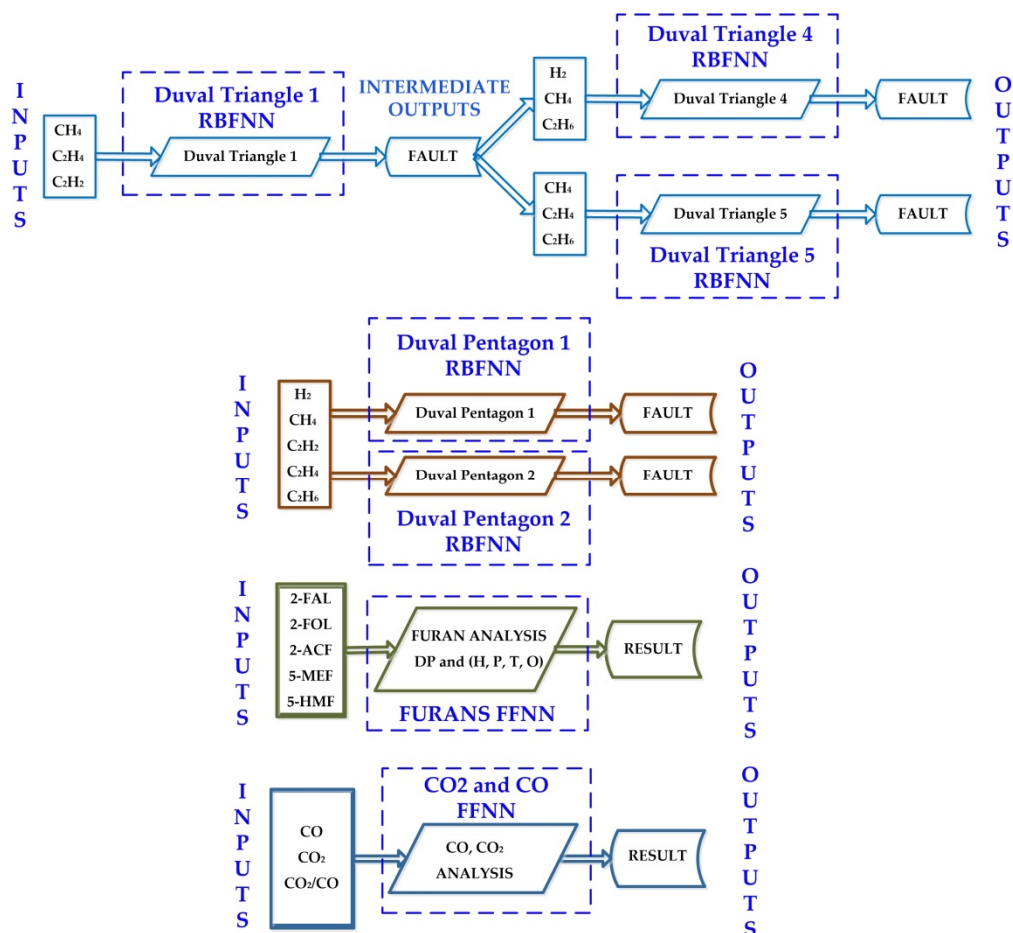 INPUTS
CH₄
C₂H₄
C₂H₂
Duval Triangle 1
RBFNN
Duval Triangle 1
INTERMEDIATE
OUTPUTS
FAULT
H₂
CH₄
C₂H₆
Duval Triangle 4
RBFNN
Duval Triangle 4
FAULT
CH₄
C₂H₄
C₂H₆
Duval Triangle 5
FAULT
Duval Triangle 5
RBFNN
OUTPUTS
INPUTS
H₂
CH₄
C₂H₂
C₂H₄
C₂H₆
Duval Pentagon 1
RBFNN
Duval Pentagon 1
FAULT
Duval Pentagon 2
FAULT
Duval Pentagon 2
RBFNN
OUTPUTS
INPUTS
2-FAL
2-FOL
2-ACF
5-MEF
5-HMF
FURAN ANALYSIS
DP and (H, P, T, O)
FURANS FFNN
RESULT
OUTPUTS
INPUTS
CO
CO₂
CO₂/CO
CO2 and CO
FFNN
CO, CO₂
ANALYSIS
RESULT
OUTPUTS